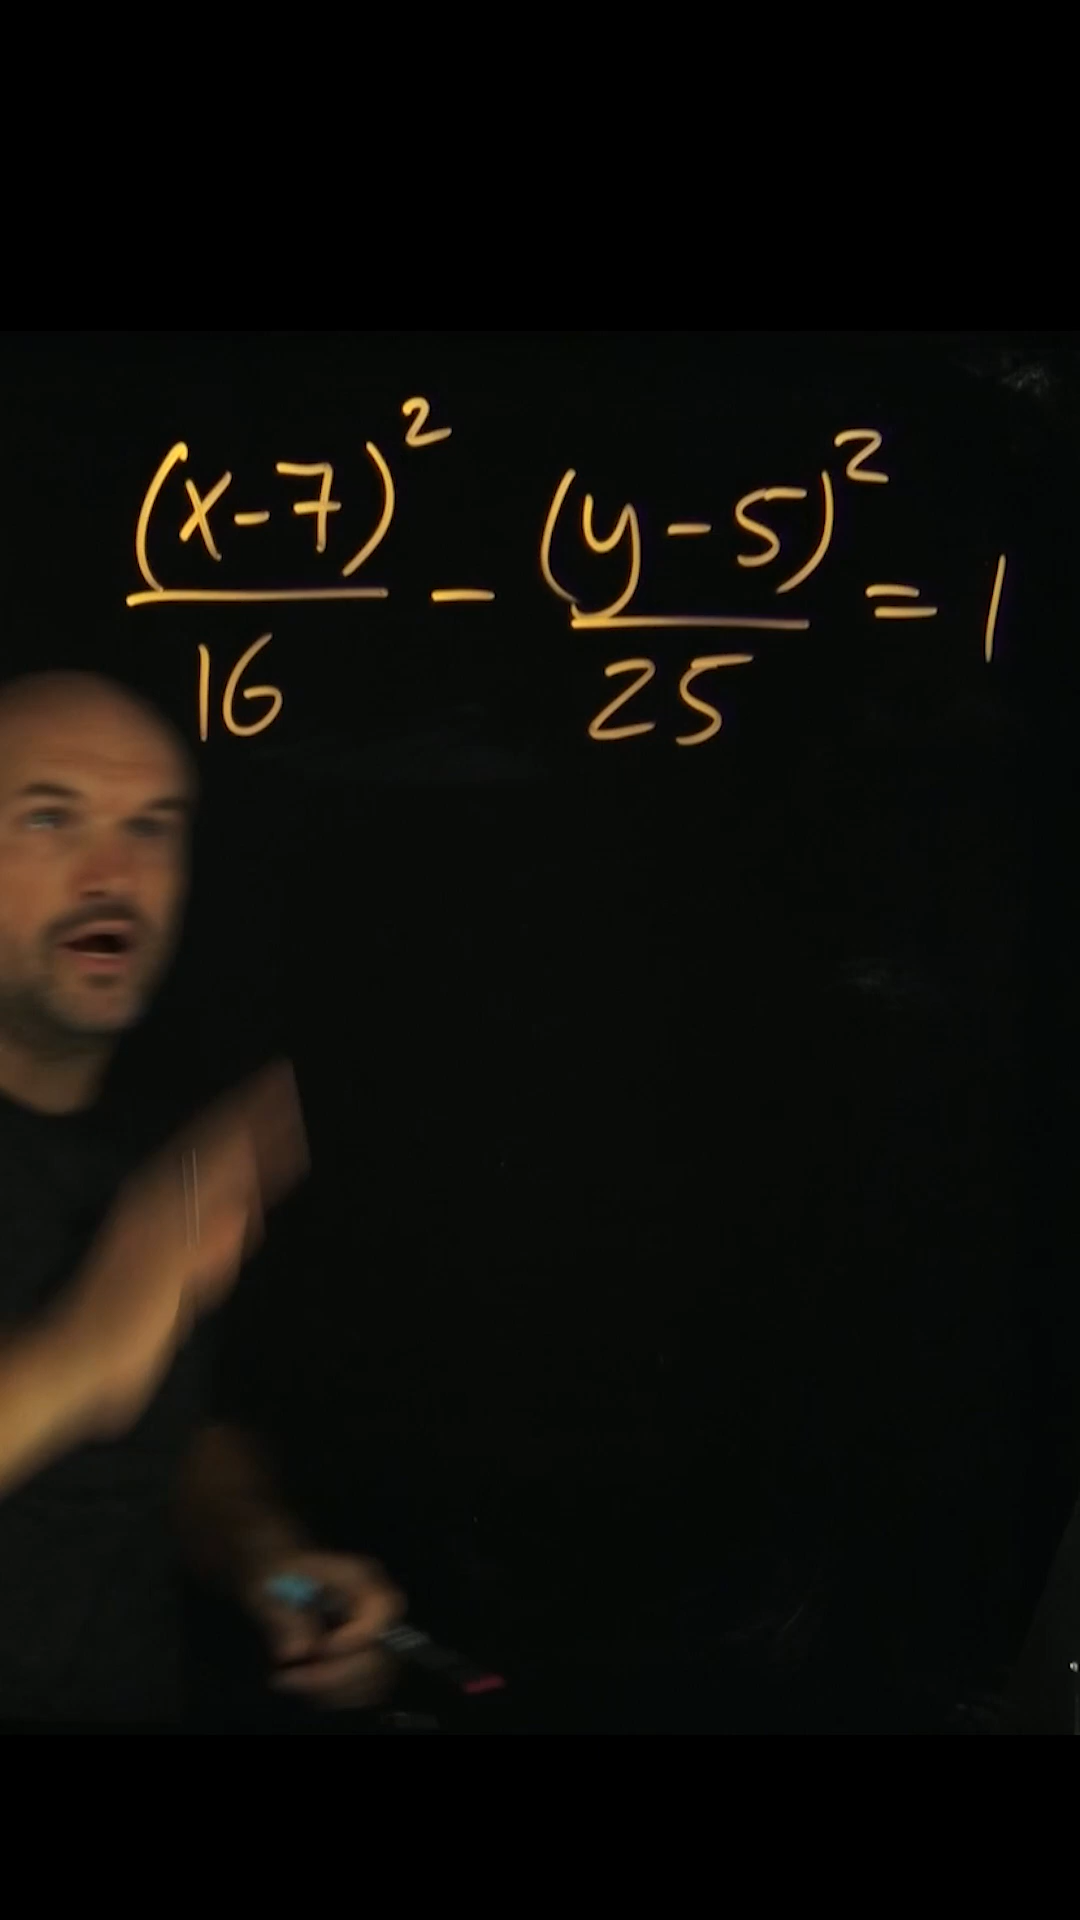 (x-7)² / 16 - (y-5)² / 25 = 1